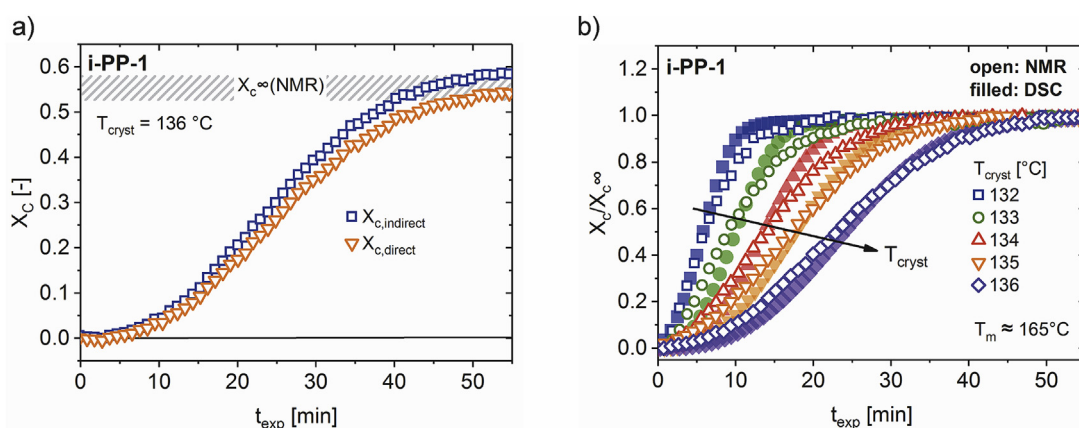 a)
i-PP-1
0.6
0.5
0.4
0.3
0.2
0.1
0.0
X_C [-]
X_c∞(NMR)
T_cryst = 136 °C
X_c,indirect
X_c,direct
0 10 20 30 40 50
t_exp [min]
b)
i-PP-1
open: NMR
filled: DSC
1.2
1.0
0.8
0.6
0.4
0.2
0.0
X_c/X_c∞
T_cryst
T_cryst [°C]
132
133
134
135
136
T_m ≈ 165°C
0 10 20 30 40 50
t_exp [min]